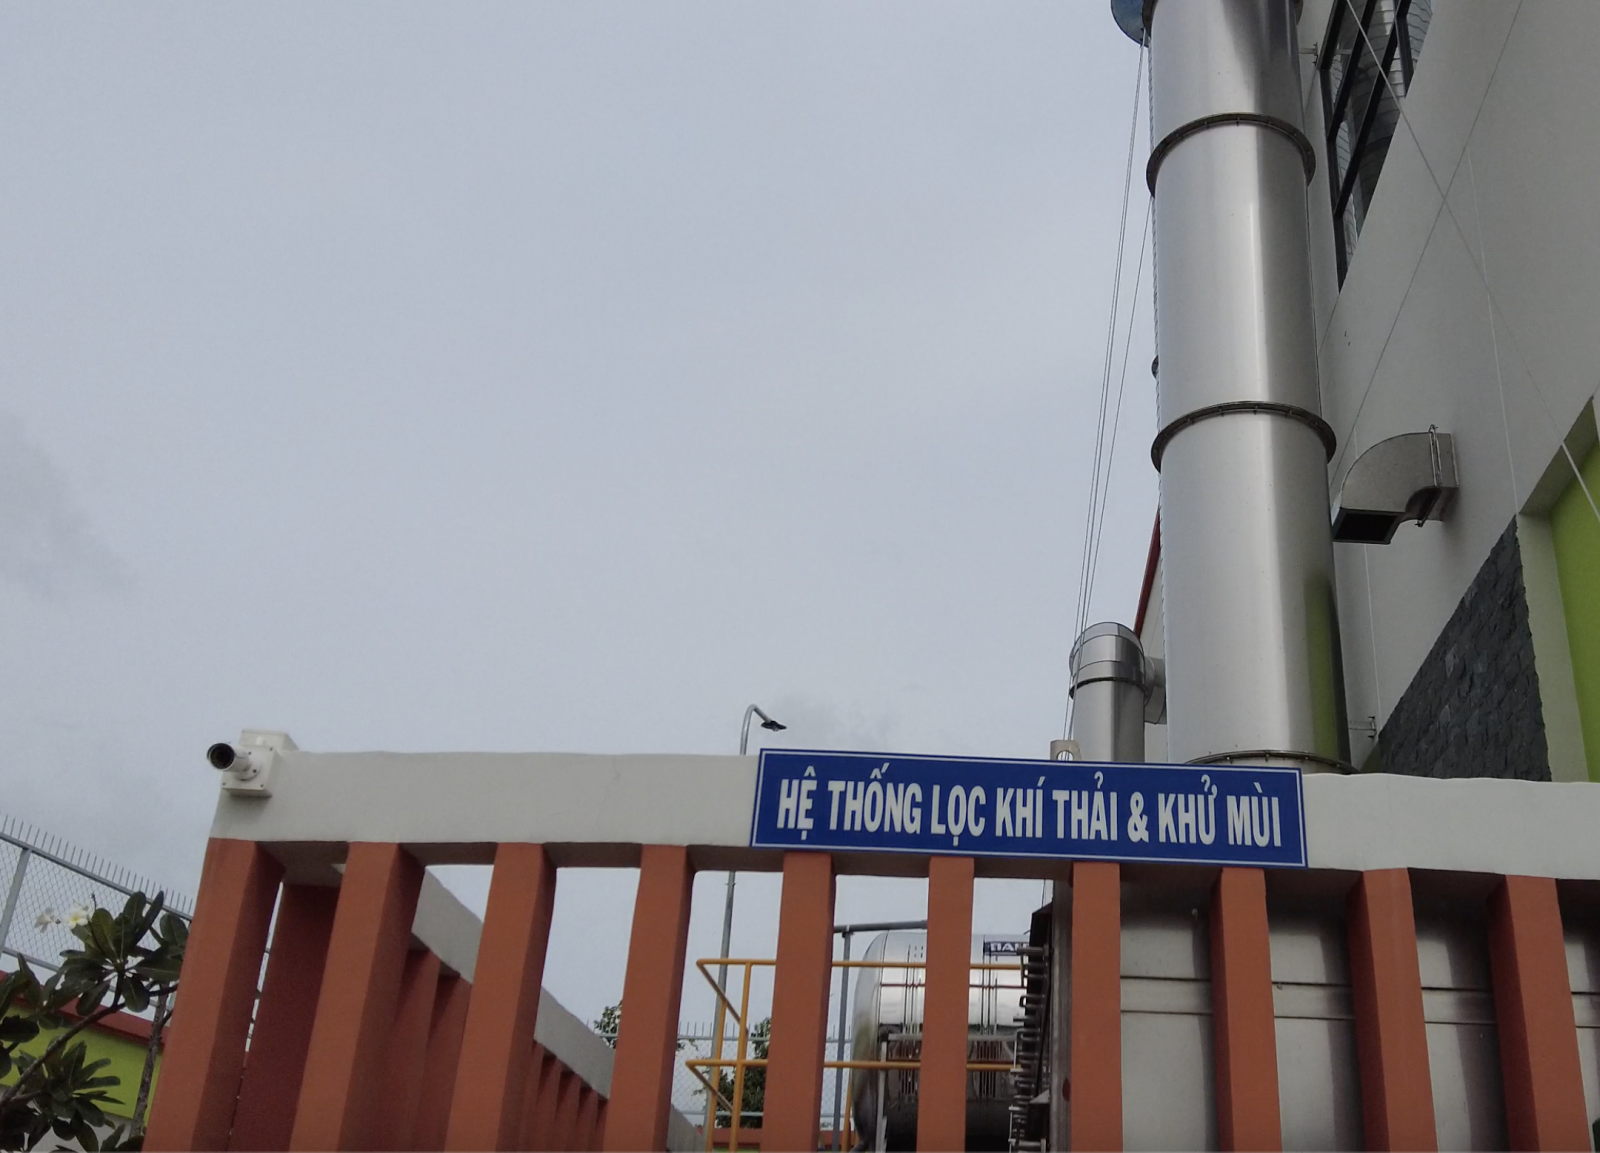 HỆ THỐNG LỌC KHÍ THẢI & KHỬ MÙI